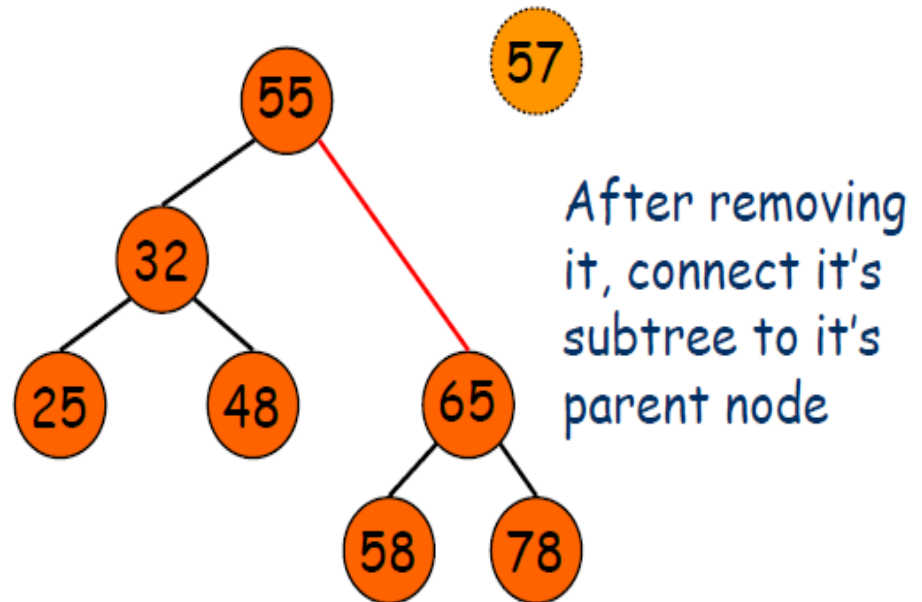 57
55
After removing
32
it, connect it's
subtree to it's
25
48
65
parent node
58
78